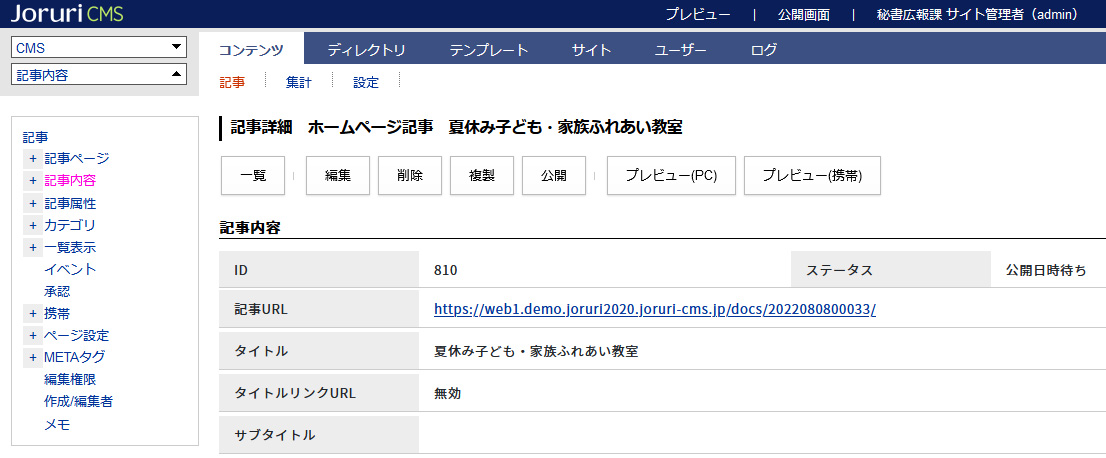 Joruri CMS
プレビュー | 公開画面 | 秘書広報課 サイト管理者（admin）
CMS
記事内容
コンテンツ ディレクトリ テンプレート サイト ユーザー ログ
記事 集計 設定
記事
+ 記事ページ
+ 記事内容
+ 記事属性
+ カテゴリ
+ 一覧表示
イベント
承認
+ 携帯
+ ページ設定
+ METAタグ
編集権限
作成/編集者
メモ
記事詳細　ホームページ記事　夏休み子ども・家族ふれあい教室
一覧 編集 削除 複製 公開 プレビュー(PC) プレビュー(携帯)
記事内容
ID 810 ステータス 公開日時待ち
記事URL https://web1.demo.joruri2020.joruri-cms.jp/docs/2022080800033/
タイトル 夏休み子ども・家族ふれあい教室
タイトルリンクURL 無効
サブタイトル